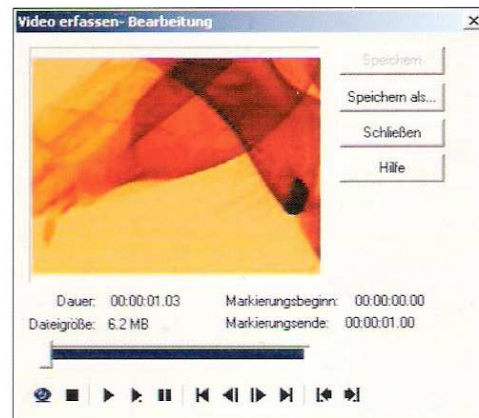 Video erfassen- Bearbeitung
Speichern
Speichern als...
Schließen
Hilfe
Dauer: 00:00:01.03 Markierungsbeginn: 00:00:00.00
Dateigröße: 6.2 MB Markierungsende: 00:00:01.00